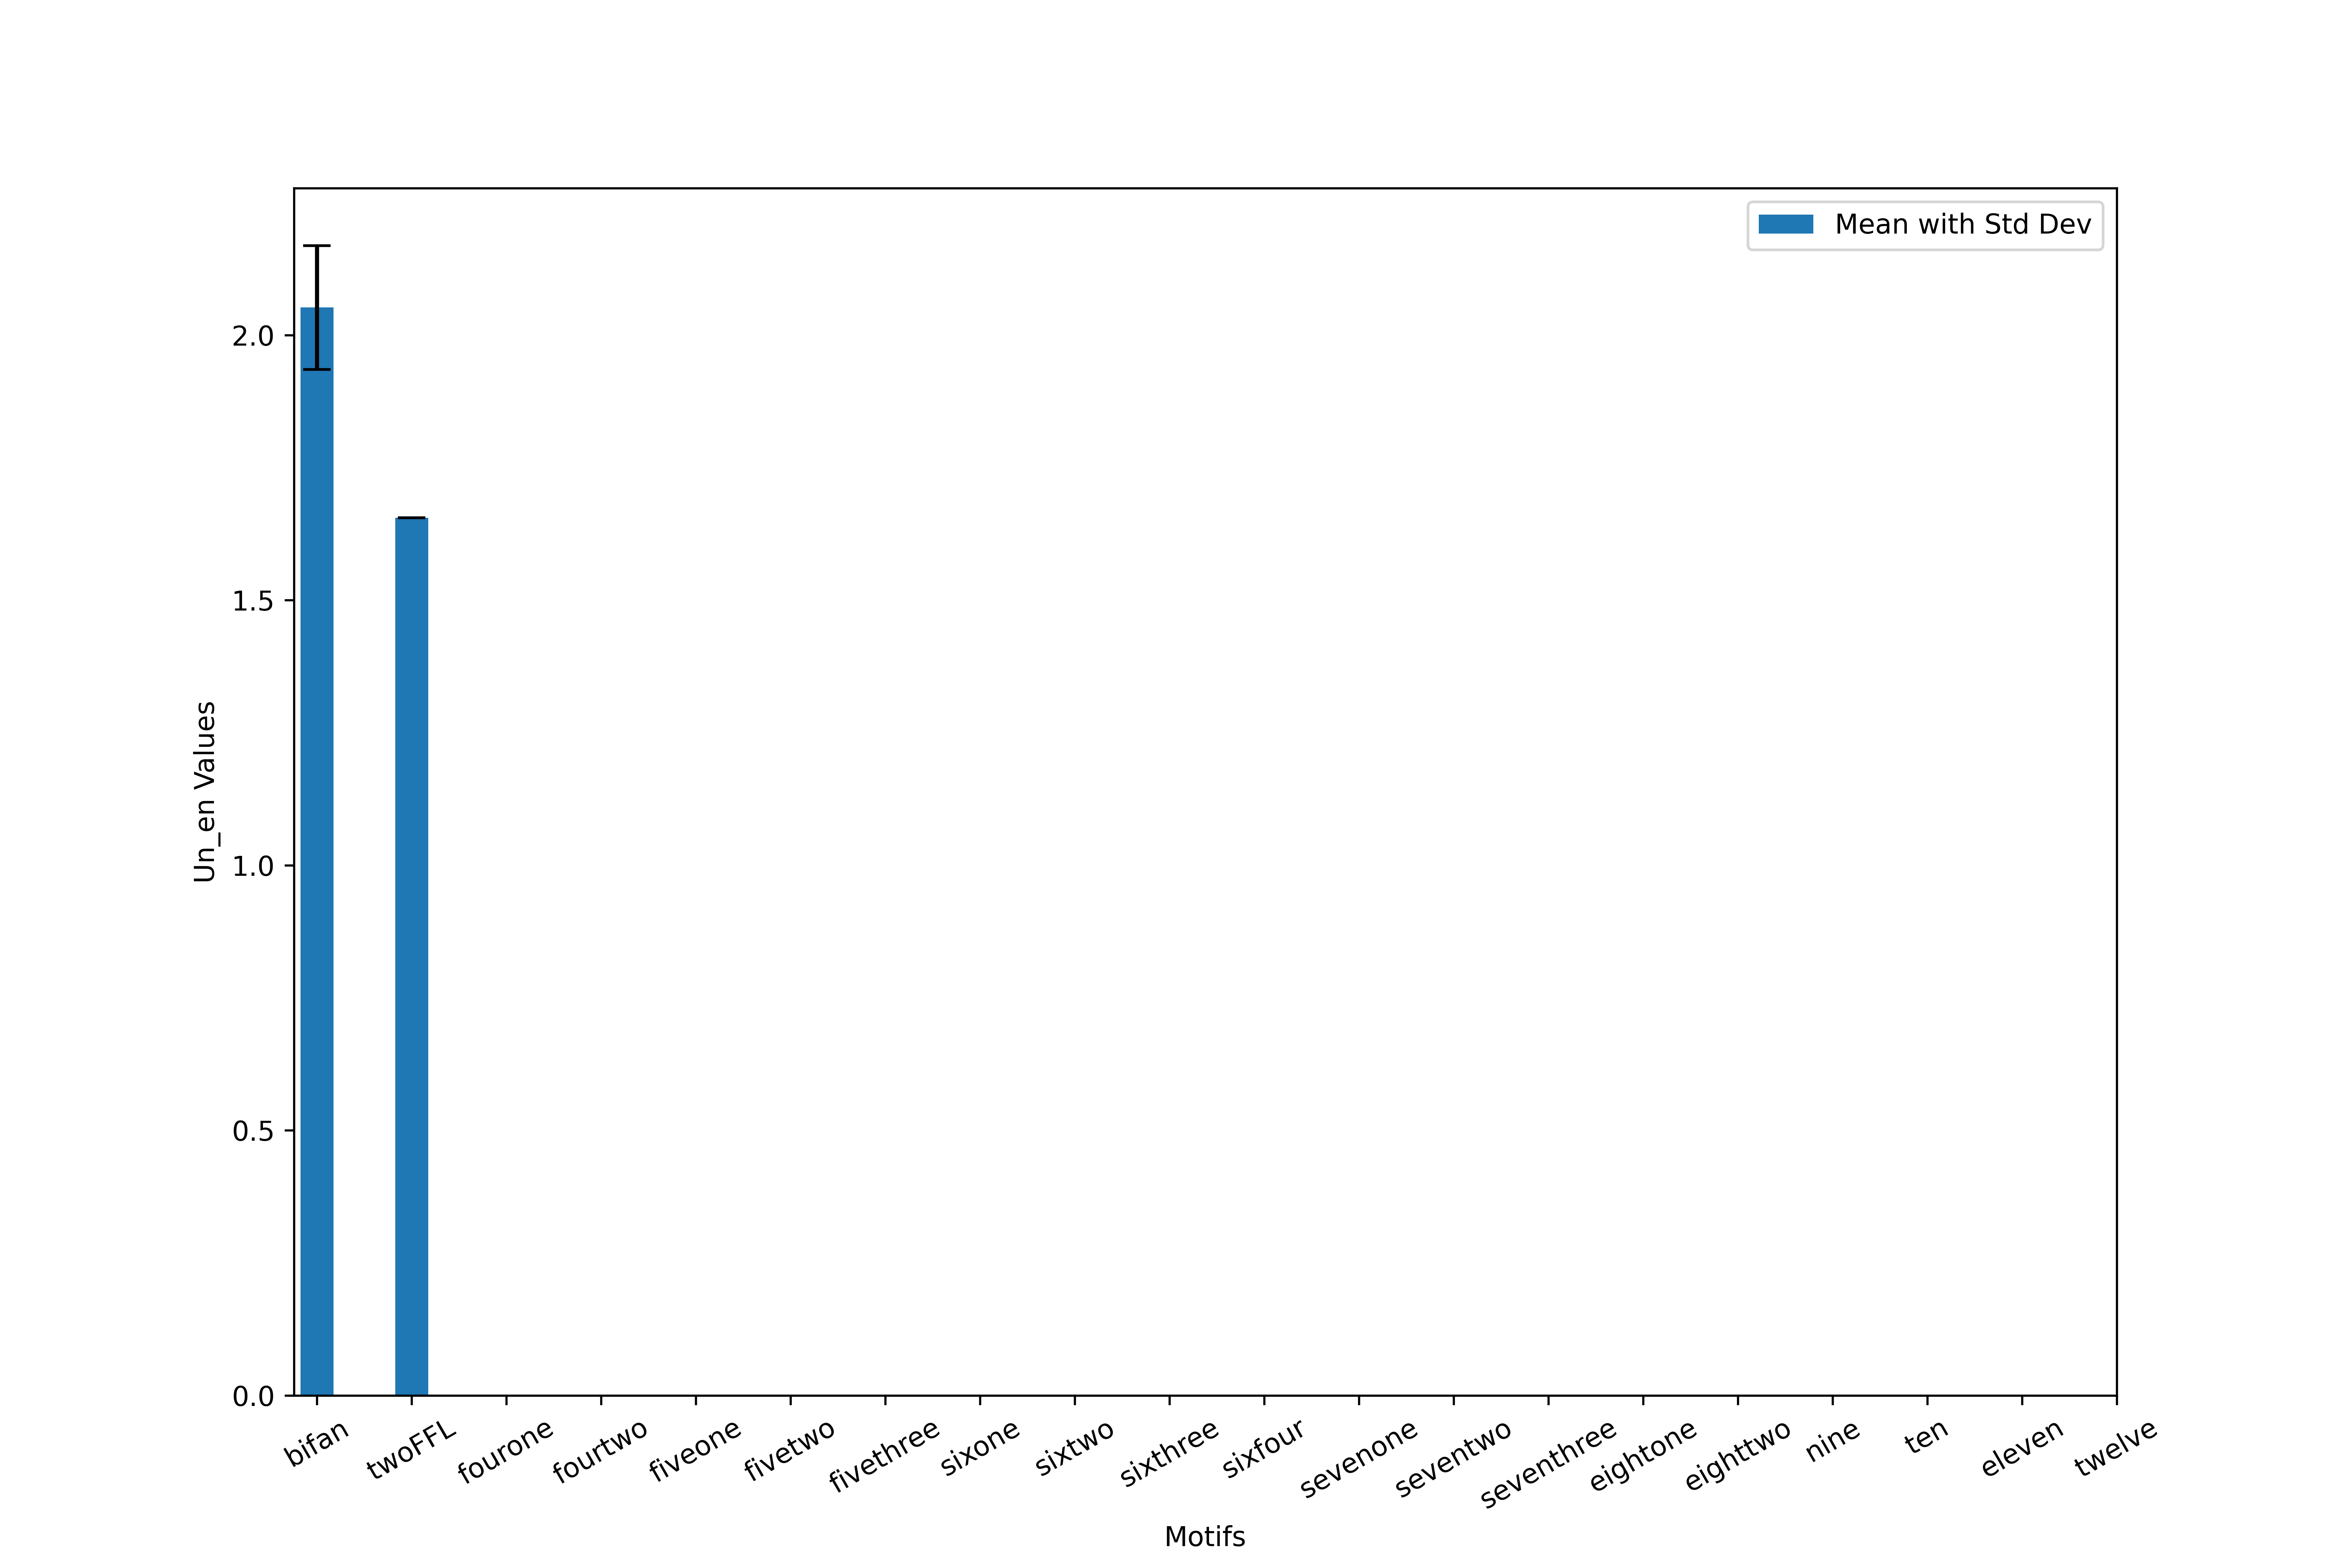 Mean with Std Dev
Un_en Values
2.0
1.5
1.0
0.5
0.0
bifan
twoFFL
fourone
fourtwo
fiveone
fivetwo
fivethree
sixone
sixtwo
sixthree
sixfour
sevenone
seventwo
seventhree
eightone
eighttwo
nine
ten
eleven
twelve
Motifs